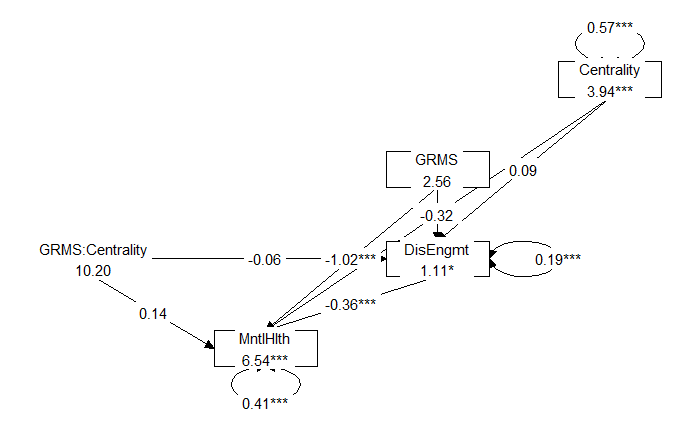 0.57***
Centrality
3.94***
GRMS
2.56
0.09
-0.32
GRMS:Centrality
10.20
-0.06
-1.02***
DisEngmt
1.11*
0.19***
-0.36***
0.14
MntlHlth
6.54***
0.41***